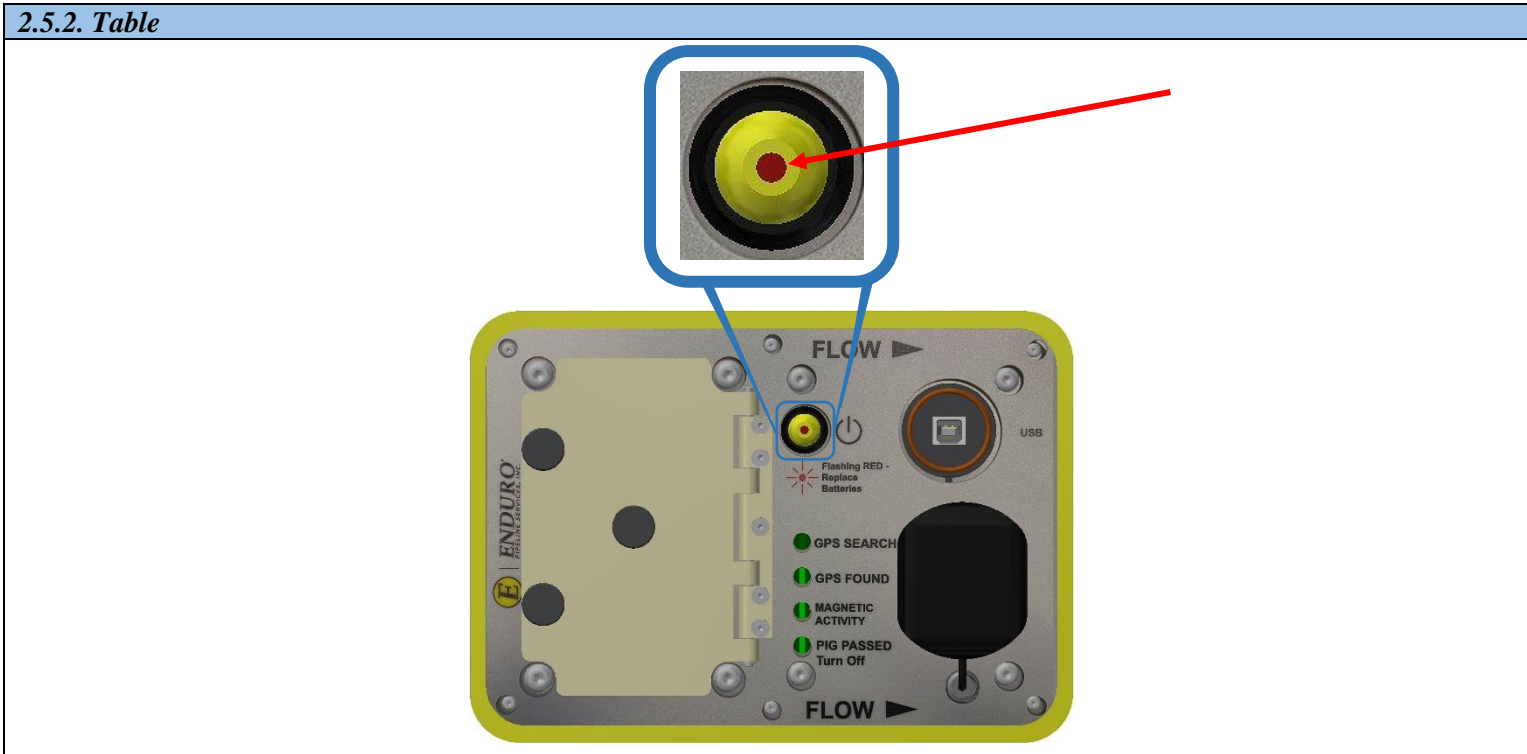 2.5.2. Table
FLOW
USB
Flashing RED -
Replace
Batteries
ENDURO
PIPELINE SERVICES, INC.
E
GPS SEARCH
GPS FOUND
MAGNETIC
ACTIVITY
PIG PASSED
Turn Off
FLOW